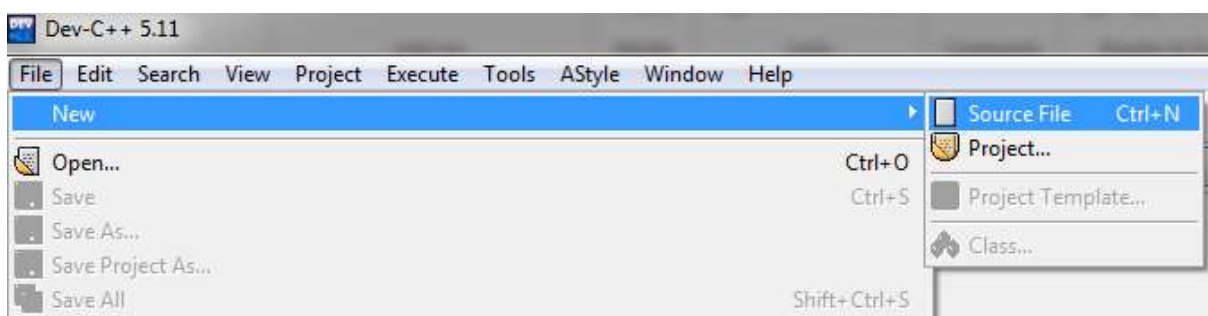 Dev-C++ 5.11
File Edit Search View Project Execute Tools AStyle Window Help
New
Source File Ctrl+N
Open... Ctrl+O
Project...
Save Ctrl+S
Project Template...
Save As...
Class...
Save Project As...
Save All Shift+Ctrl+S